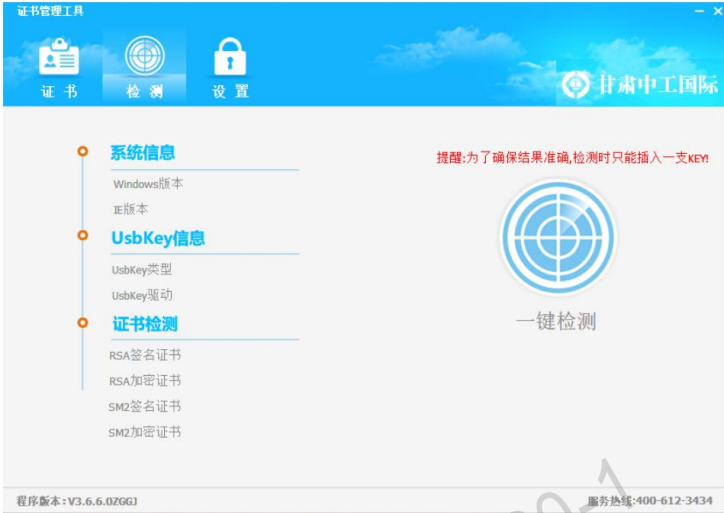 证书管理工具
证 书
检 测
设 置
甘肃中工国际
系统信息
Windows版本
IE版本
UsbKey信息
UsbKey类型
UsbKey驱动
证书检测
RSA签名证书
RSA加密证书
SM2签名证书
SM2加密证书
提醒:为了确保结果准确,检测时只能插入一支KEY!
一键检测
程序版本:V3.6.6.0ZGGJ
服务热线:400-612-3434